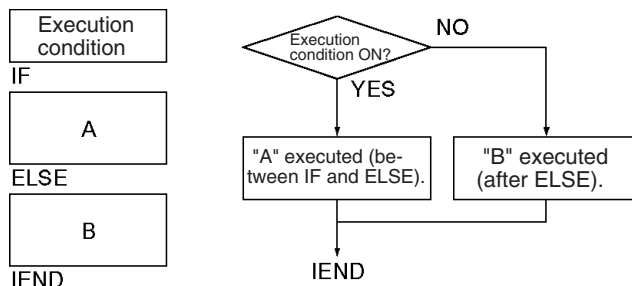 Execution
condition
IF
A
ELSE
B
IEND
Execution
condition ON?
NO
YES
"A" executed (be-
tween IF and ELSE).
"B" executed
(after ELSE).
IEND